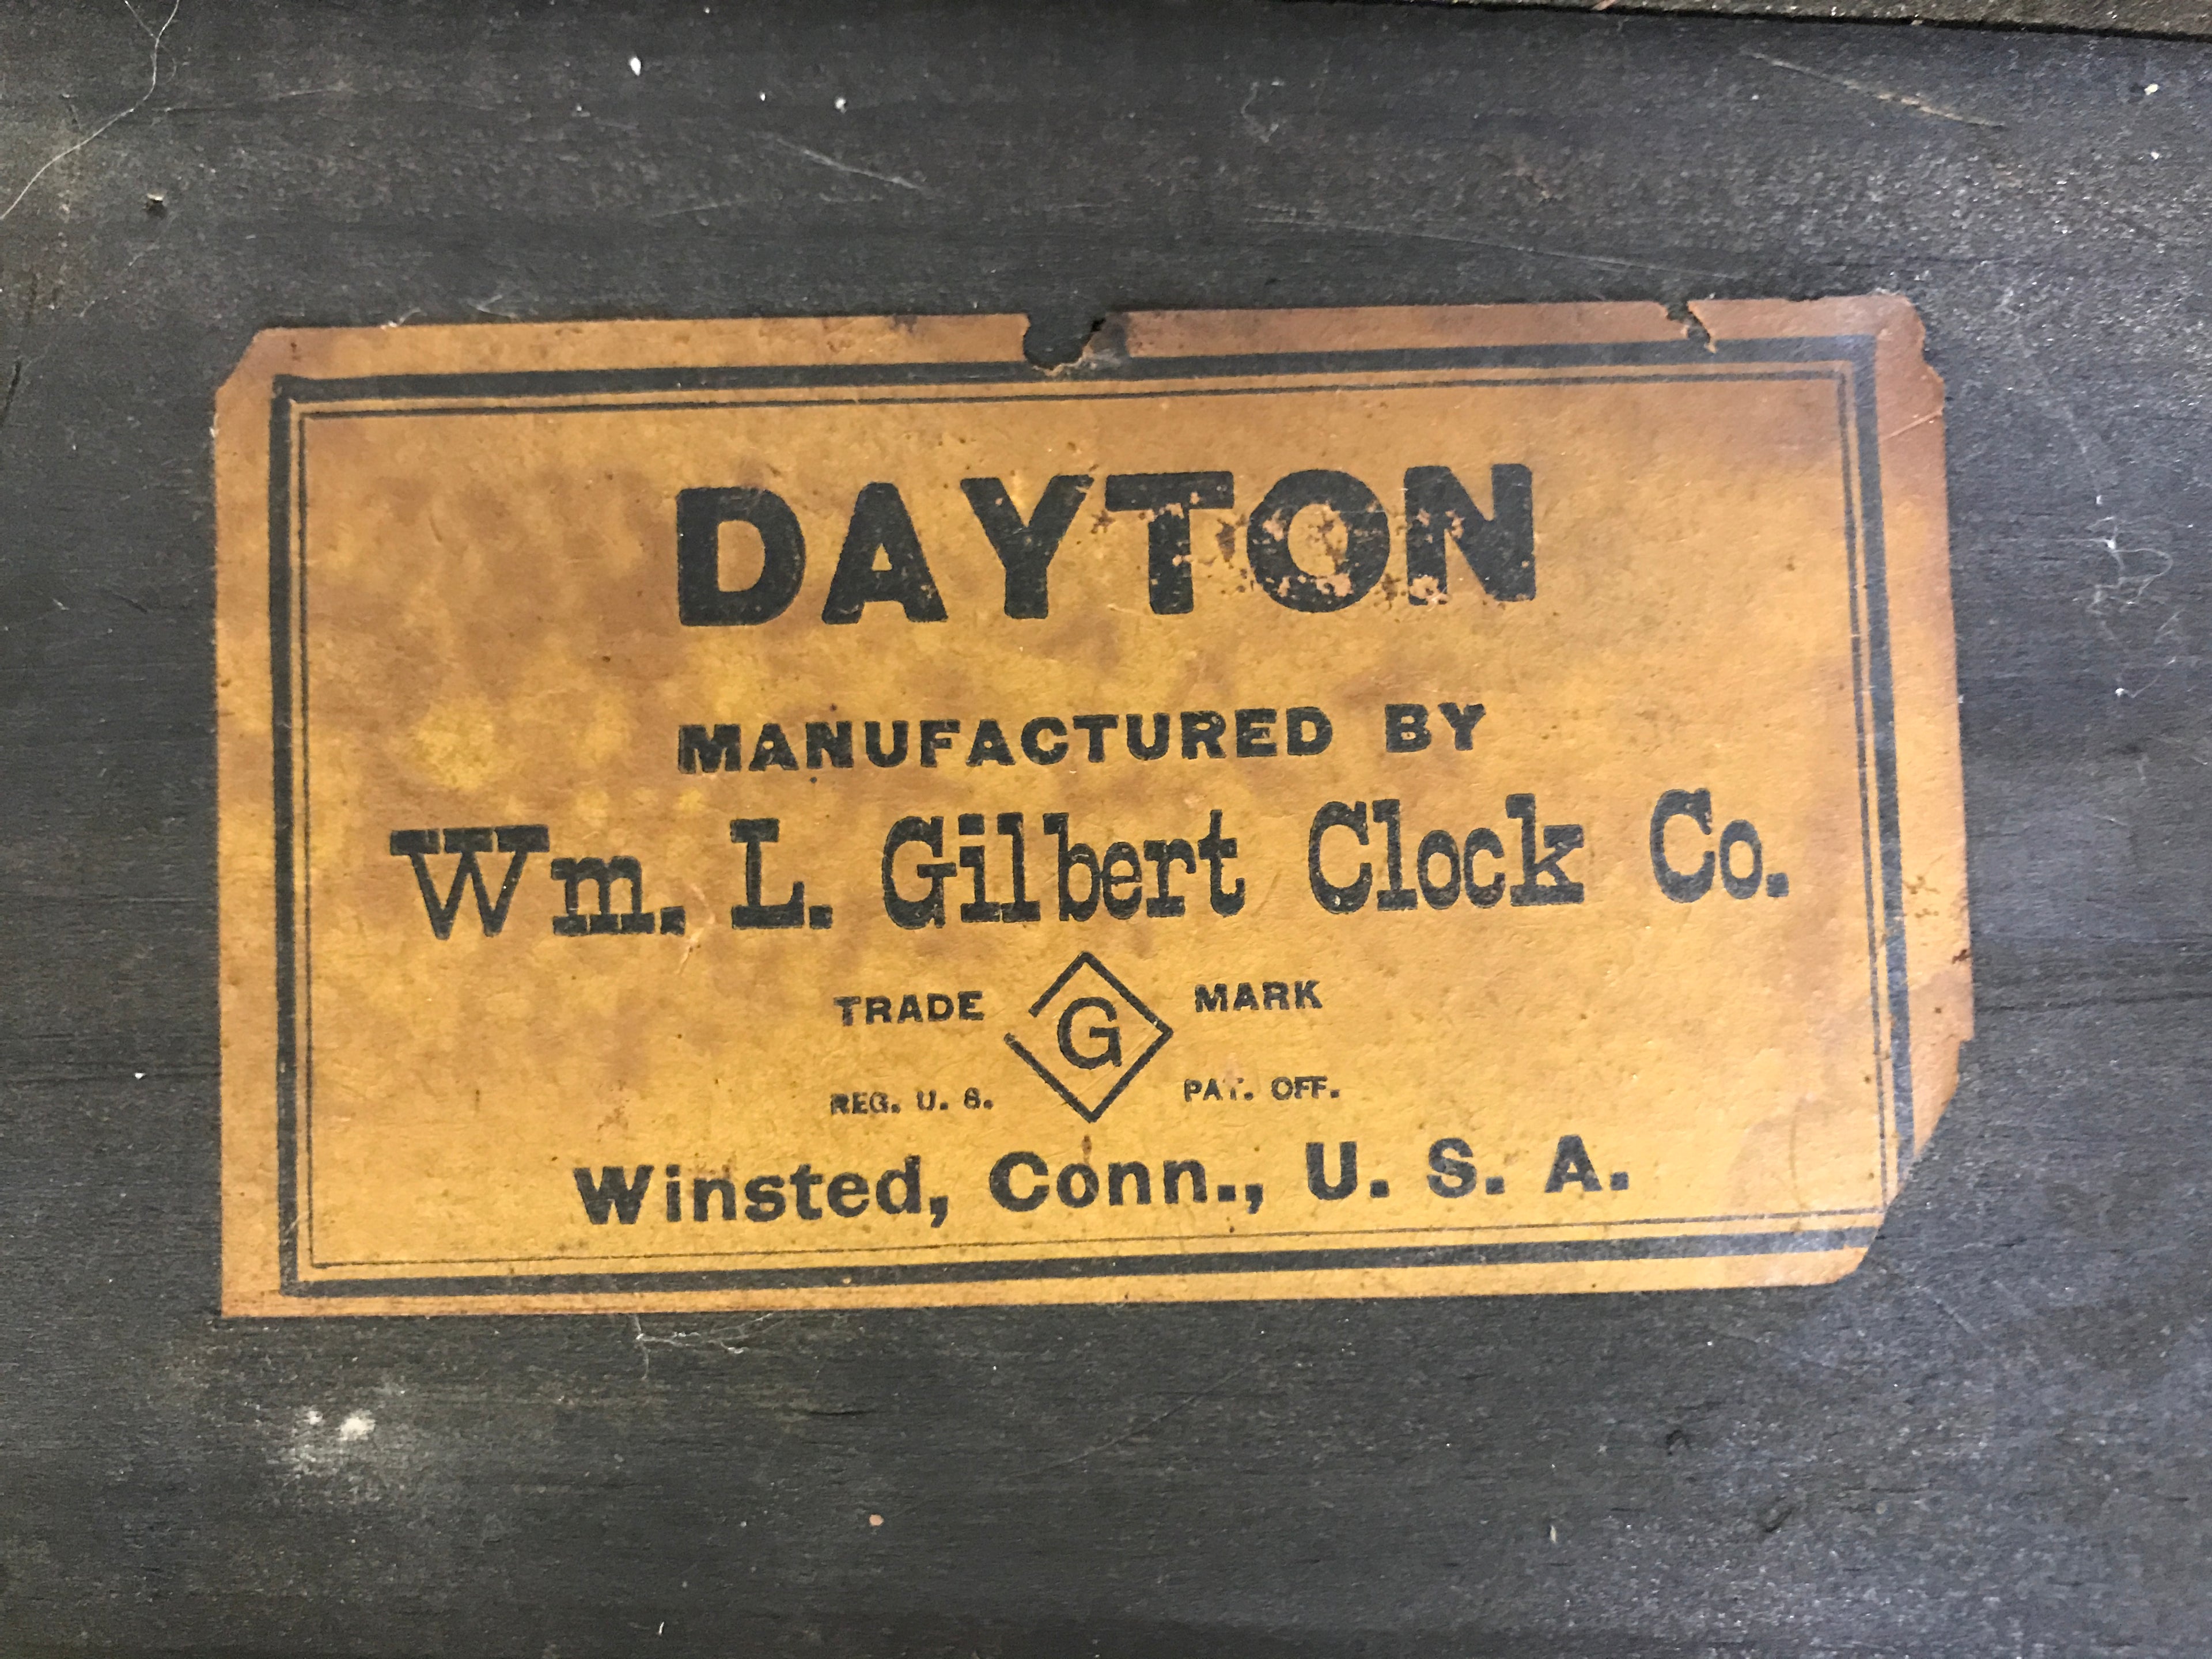 DAYTON
MANUFACTURED BY
Wm. L. Gilbert Clock Co.
TRADE G MARK
REG. U. S. PAT. OFF.
Winsted, Conn., U. S. A.